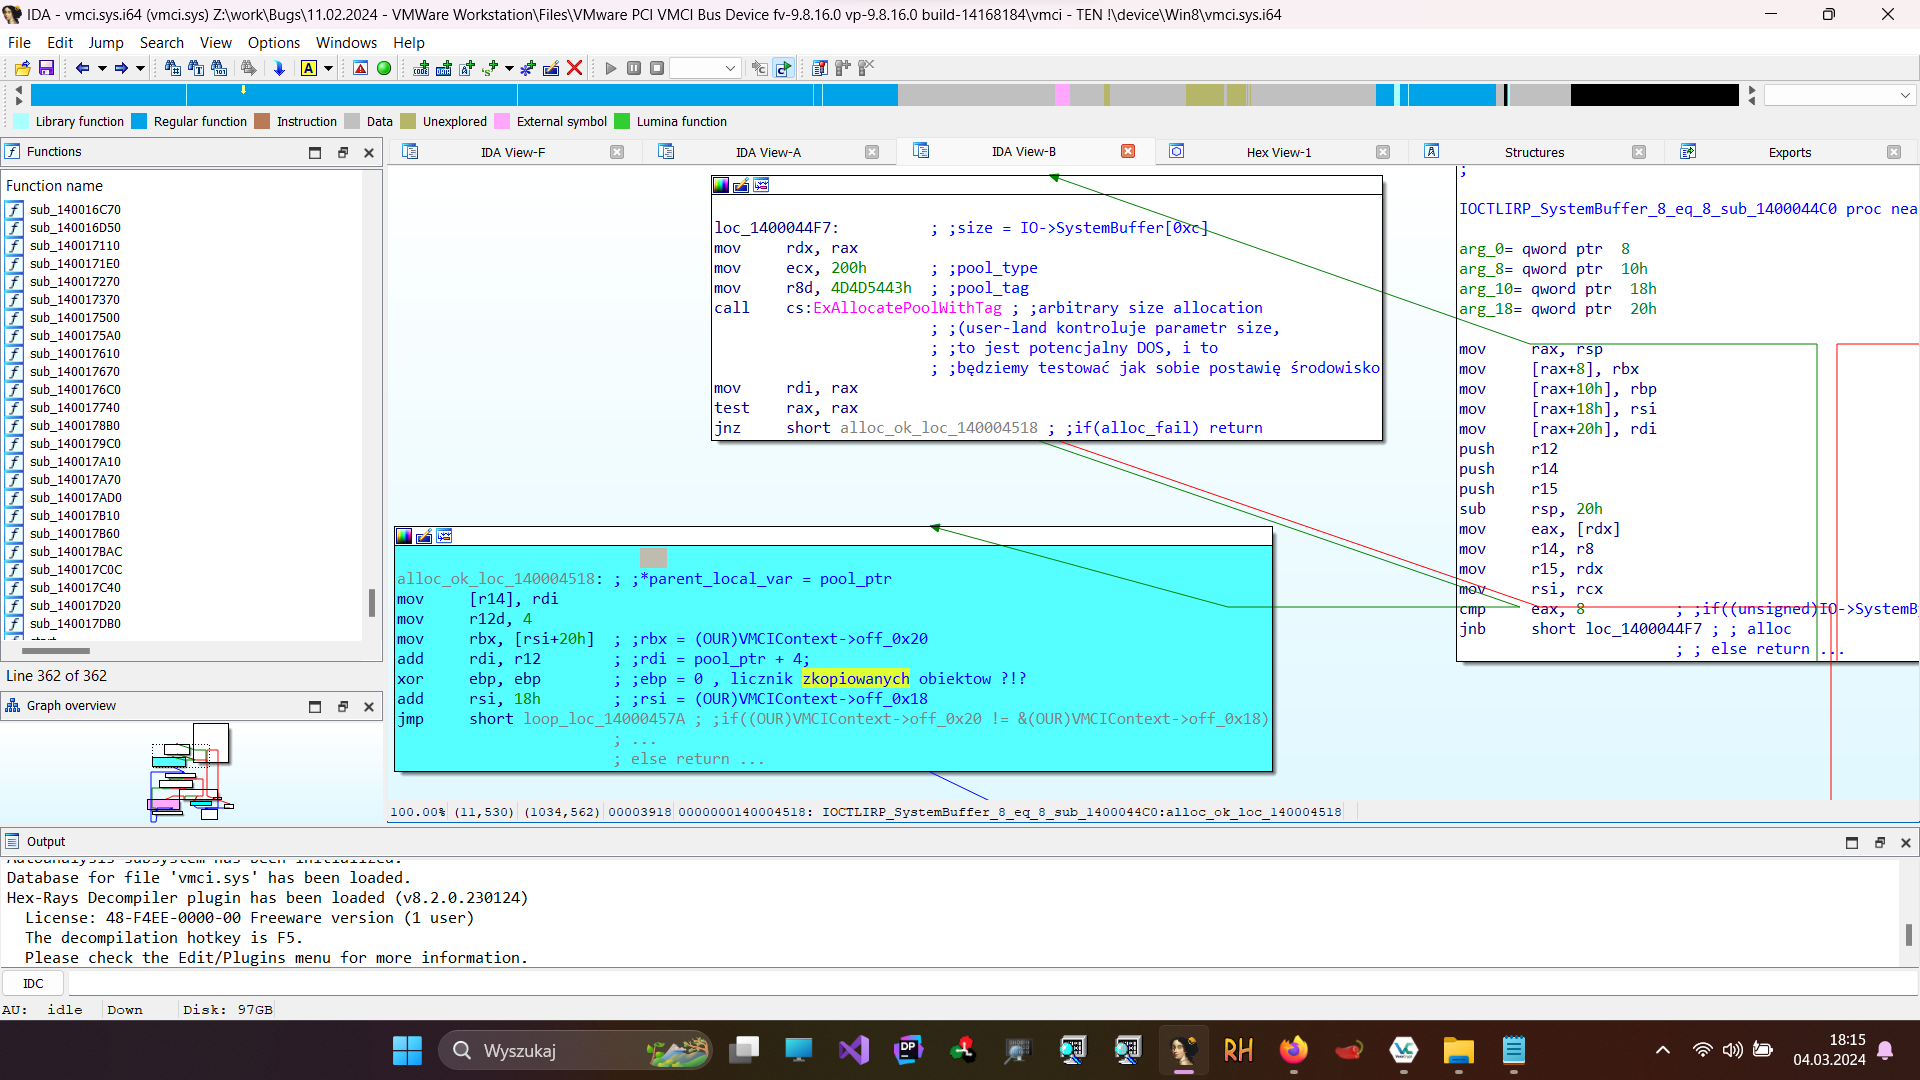 IDA - vmci.sys.i64 (vmci.sys) Z:\work\Bugs\11.02.2024 - VMWare Workstation\Files\VMware PCI VMCI Bus Device fv-9.8.16.0 vp-9.8.16.0 build-14168184\vmci - TEN !\device\Win8\vmci.sys.i64
File Edit Jump Search View Options Windows Help
Library function Regular function Instruction Data Unexplored External symbol Lumina function
Functions
IDA View-F IDA View-A IDA View-B Hex View-1 Structures Exports
Function name
sub_140016C70
sub_140016D50
sub_140017110
sub_1400171E0
sub_140017270
sub_140017370
sub_140017500
sub_1400175A0
sub_140017610
sub_140017670
sub_1400176C0
sub_140017740
sub_1400178B0
sub_1400179C0
sub_140017A10
sub_140017A70
sub_140017AD0
sub_140017B10
sub_140017B60
sub_140017BAC
sub_140017C0C
sub_140017C40
sub_140017D20
sub_140017DB0
Line 362 of 362
Graph overview
loc_1400044F7: ; ;size = IO->SystemBuffer[0xc]
mov rdx, rax
mov ecx, 200h ; ;pool_type
mov r8d, 4D4D5443h ; ;pool_tag
call cs:ExAllocatePoolWithTag ; ;arbitrary size allocation
; ;(user-land kontroluje parametr size,
; ;to jest potencjalny DOS, i to
; ;będziemy testować jak sobie postawię środowisko
mov rdi, rax
test rax, rax
jnz short alloc_ok_loc_140004518 ; ;if(alloc_fail) return
alloc_ok_loc_140004518: ; ;*parent_local_var = pool_ptr
mov [r14], rdi
mov r12d, 4
mov rbx, [rsi+20h] ; ;rbx = (OUR)VMCIContext->off_0x20
add rdi, r12 ; ;rdi = pool_ptr + 4;
xor ebp, ebp ; ;ebp = 0 , licznik zkopiowanych obiektow ?!?
add rsi, 18h ; ;rsi = (OUR)VMCIContext->off_0x18
jmp short loop_loc_14000457A ; ;if((OUR)VMCIContext->off_0x20 != &(OUR)VMCIContext->off_0x18)
; ...
; else return ...
;
IOCTLIRP_SystemBuffer_8_eq_8_sub_1400044C0 proc nea
arg_0= qword ptr 8
arg_8= qword ptr 10h
arg_10= qword ptr 18h
arg_18= qword ptr 20h
mov rax, rsp
mov [rax+8], rbx
mov [rax+10h], rbp
mov [rax+18h], rsi
mov [rax+20h], rdi
push r12
push r14
push r15
sub rsp, 20h
mov eax, [rdx]
mov r14, r8
mov r15, rdx
mov rsi, rcx
cmp eax, 8 ; ;if((unsigned)IO->SystemB
jnb short loc_1400044F7 ; ; alloc
; ; else return ...
100.00% (11,530) (1034,562) 00003918 0000000140004518: IOCTLIRP_SystemBuffer_8_eq_8_sub_1400044C0:alloc_ok_loc_140004518
Output
Autoanalysis subsystem has been initialized.
Database for file 'vmci.sys' has been loaded.
Hex-Rays Decompiler plugin has been loaded (v8.2.0.230124)
License: 48-F4EE-0000-00 Freeware version (1 user)
The decompilation hotkey is F5.
Please check the Edit/Plugins menu for more information.
IDC
AU: idle Down Disk: 97GB
Wyszukaj
DP
RH
18:15
04.03.2024